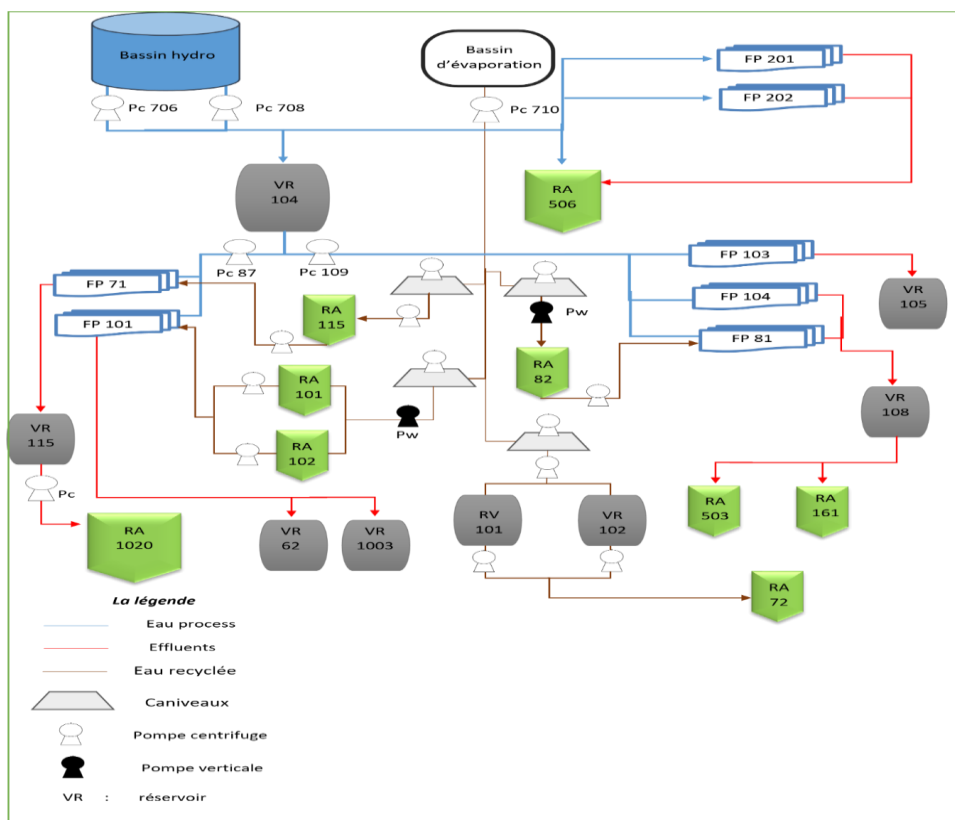 Bassin hydro
Bassin
d'évaporation
FP 201
FP 202
Pc 706
Pc 708
Pc 710
VR
104
RA
506
Pc 87
Pc 109
FP 71
FP 101
FP 103
FP 104
FP 81
VR
105
RA
115
Pw
RA
82
RA
101
RA
102
Pw
VR
115
Pc
VR
108
RA
1020
VR
62
VR
1003
RV
101
VR
102
RA
503
RA
161
RA
72
La légende
Eau process
Effluents
Eau recyclée
Caniveaux
Pompe centrifuge
Pompe verticale
VR : réservoir